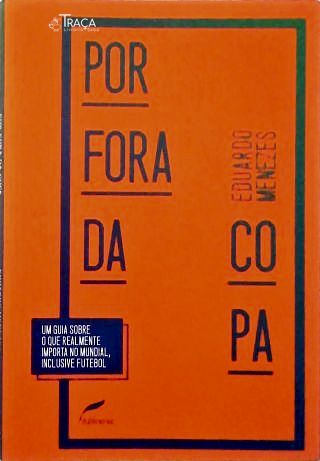 TRAÇA
POR
FORA
DA
CO
PA
EDUARDO
MENEZES
UM GUIA SOBRE
O QUE REALMENTE
IMPORTA NO MUNDIAL,
INCLUSIVE FUTEBOL